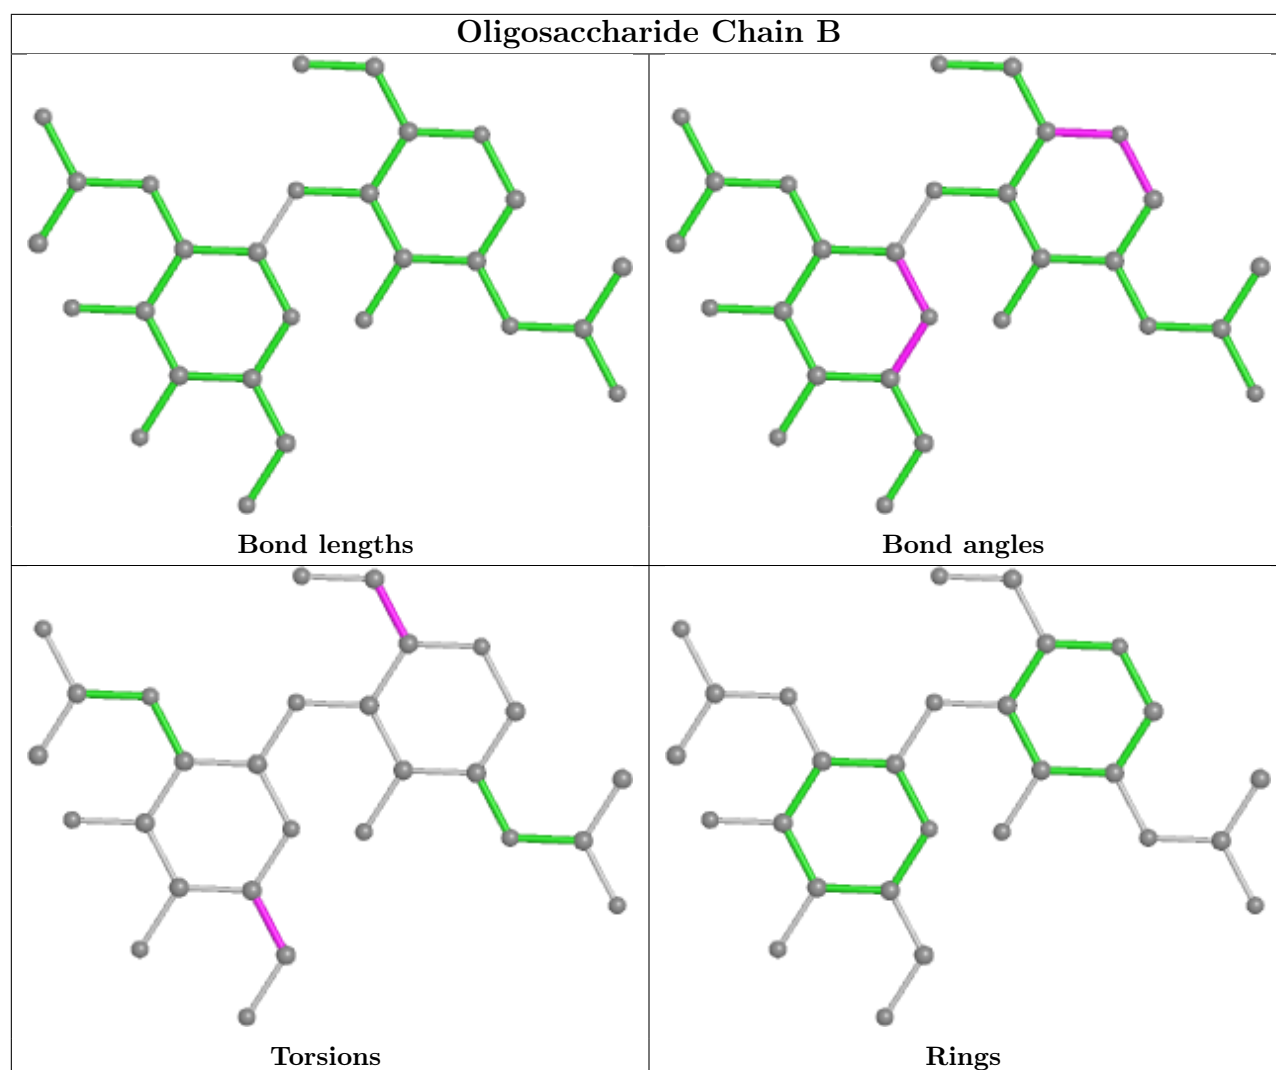 Oligosaccharide Chain B
Bond lengths
Bond angles
Torsions
Rings